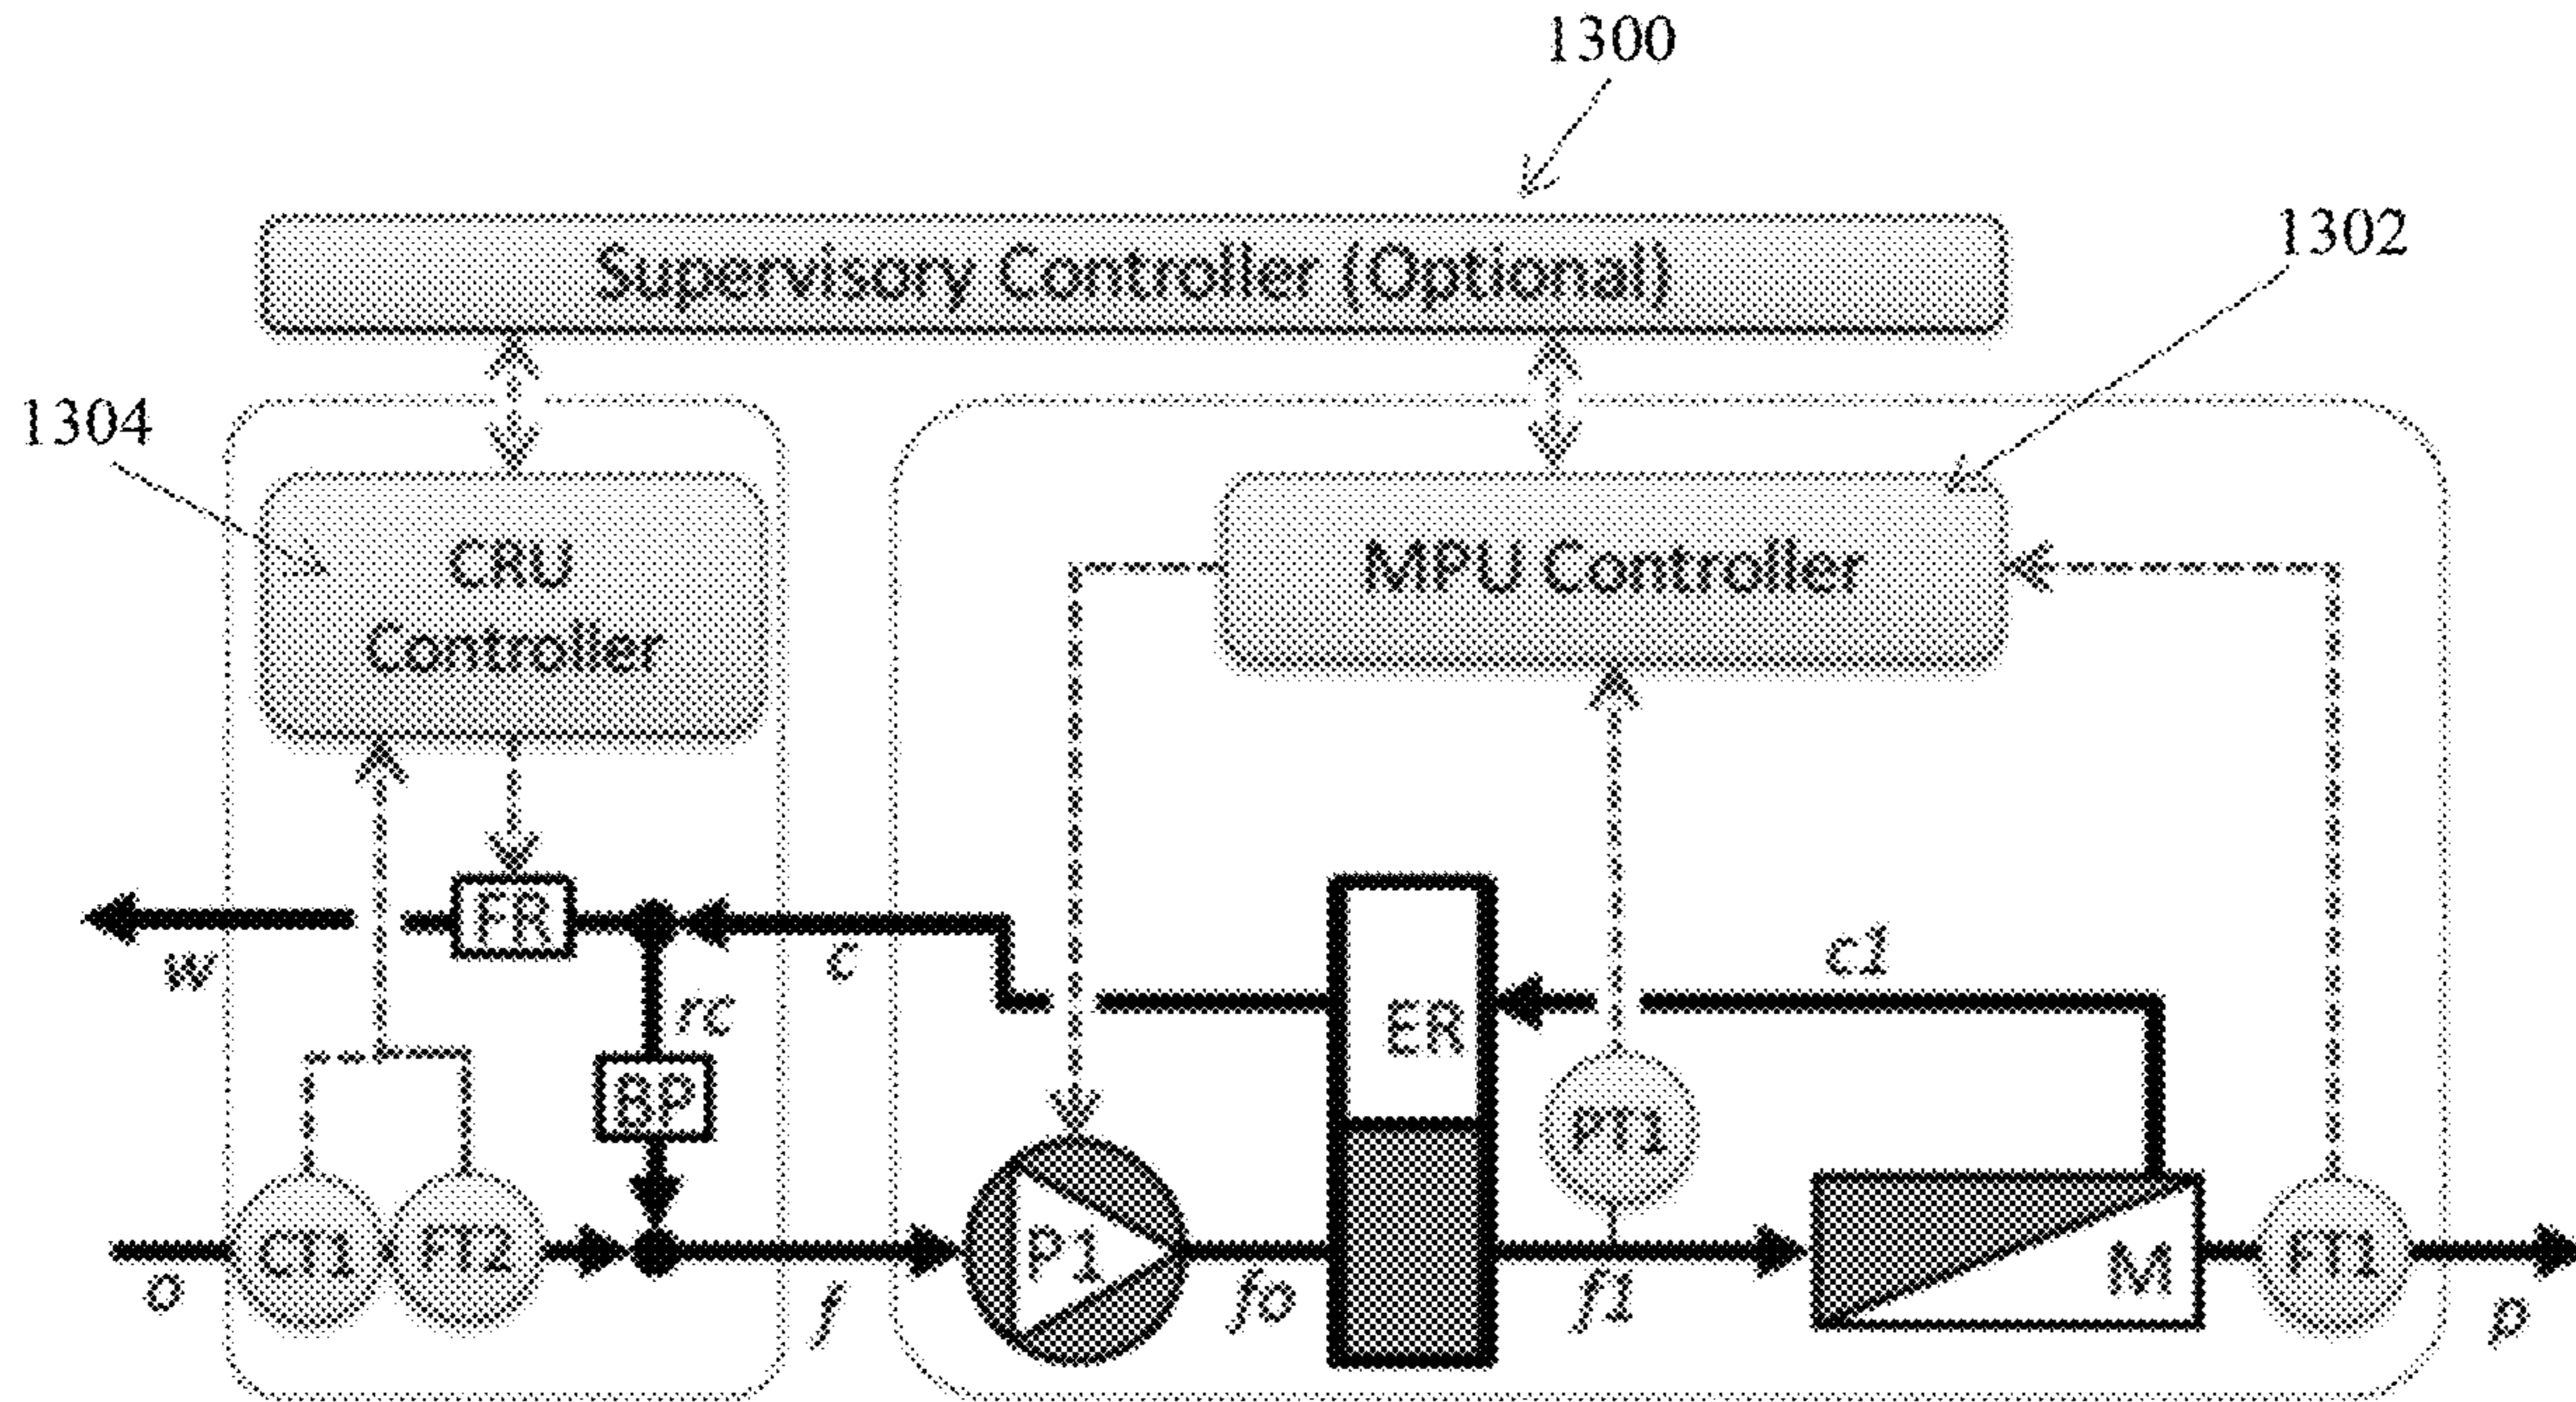 1300
1302
Supervisory Controller (Optional)
1304
CRU
Controller
MPU Controller
FR
w
c
c1
rc
ER
BP
PT1
CT1
FT2
P1
M
FT1
o
f
fo
f1
p